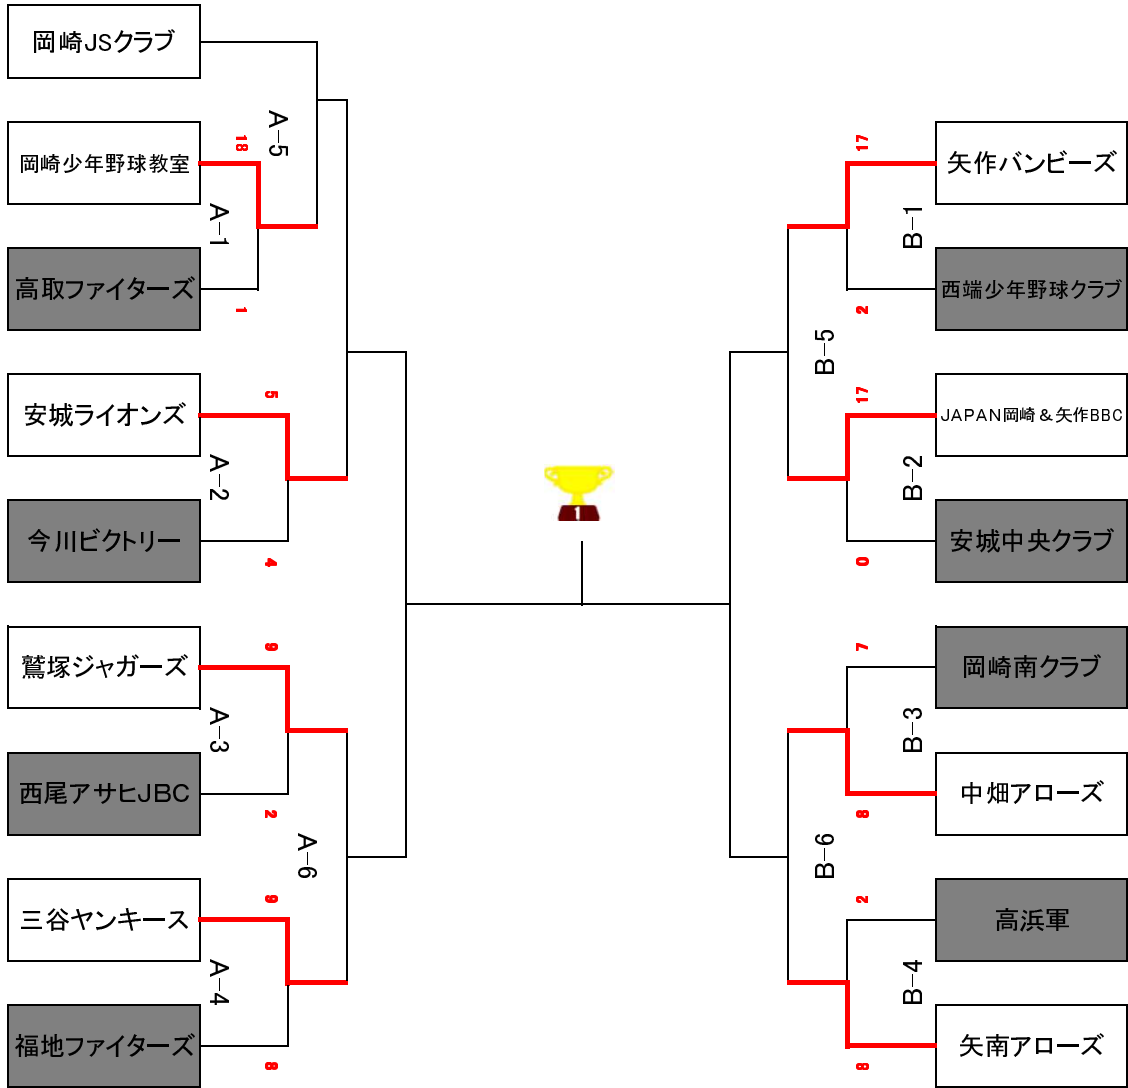 岡崎JSクラブ
A-5
18
岡崎少年野球教室
A-1
高取ファイターズ
1
5
安城ライオンズ
A-2
今川ビクトリー
4
9
鷲塚ジャガーズ
A-3
西尾アサヒJBC
2
A-6
9
三谷ヤンキース
A-4
福地ファイターズ
8
1
17
矢作バンビーズ
B-1
西端少年野球クラブ
2
B-5
17
JAPAN岡崎＆矢作BBC
B-2
安城中央クラブ
0
7
岡崎南クラブ
B-3
中畑アローズ
8
B-6
2
高浜軍
B-4
矢南アローズ
8